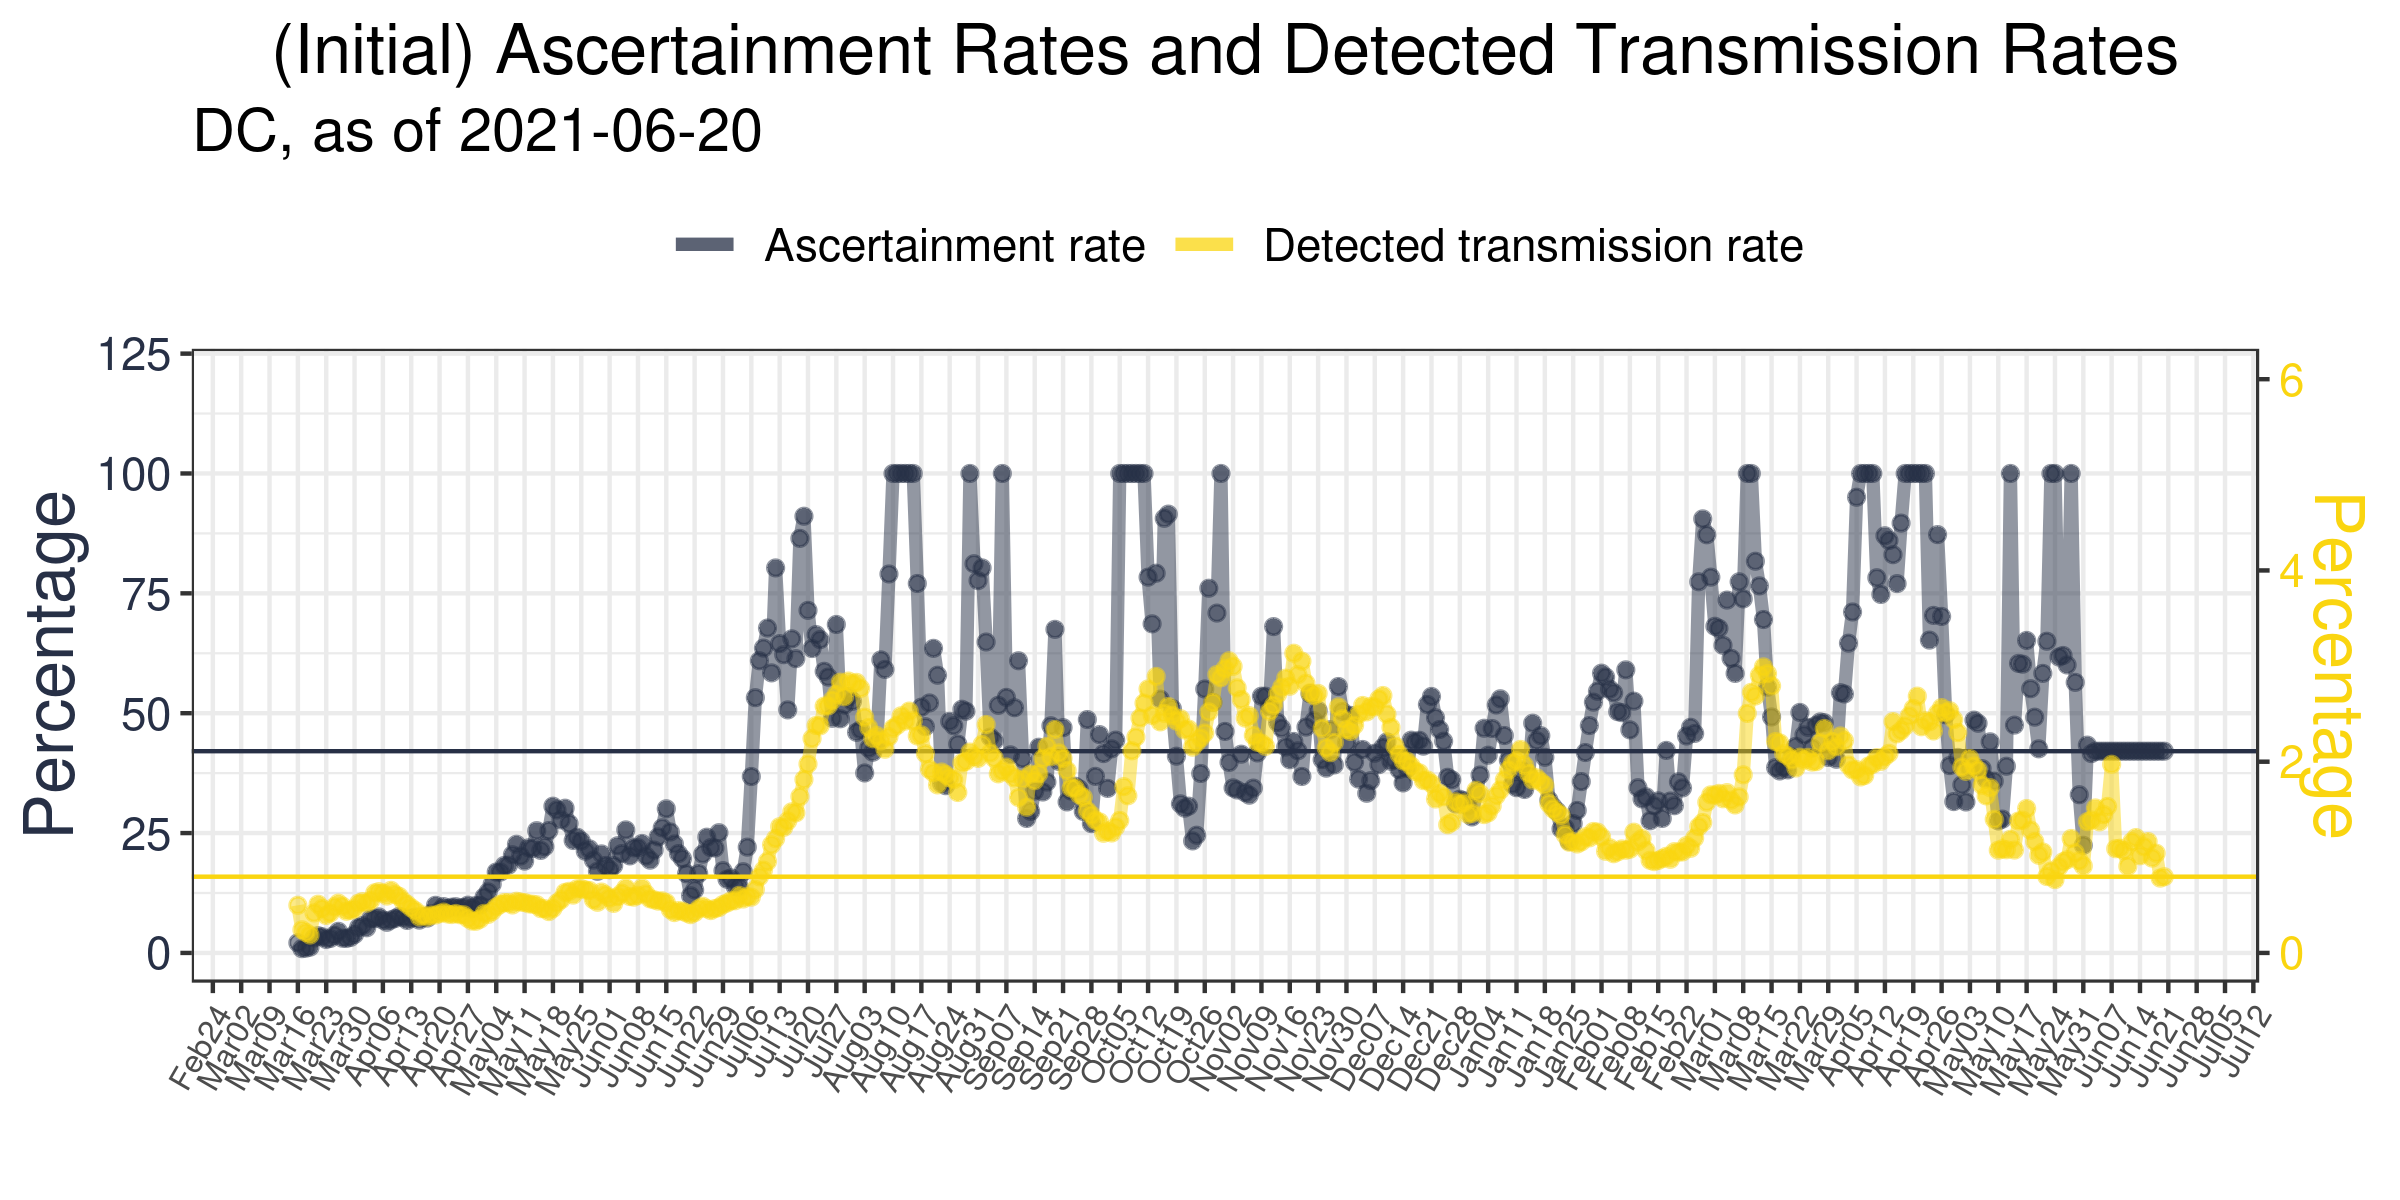 (Initial) Ascertainment Rates and Detected Transmission Rates
DC, as of 2021-06-20
Ascertainment rate
Detected transmission rate
Percentage
125
100
75
50
25
0
6
4
2
0
Percentage
Feb24
Mar02
Mar09
Mar16
Mar23
Mar30
Apr06
Apr13
Apr20
Apr27
May04
May11
May18
May25
Jun01
Jun08
Jun15
Jun22
Jun29
Jul06
Jul13
Jul20
Jul27
Aug03
Aug10
Aug17
Aug24
Aug31
Sep07
Sep14
Sep21
Sep28
Oct05
Oct12
Oct19
Oct26
Nov02
Nov09
Nov16
Nov23
Nov30
Dec07
Dec14
Dec21
Dec28
Jan04
Jan11
Jan18
Jan25
Feb01
Feb08
Feb15
Feb22
Mar01
Mar08
Mar15
Mar22
Mar29
Apr05
Apr12
Apr19
Apr26
May03
May10
May17
May24
May31
Jun07
Jun14
Jun21
Jun28
Jul05
Jul12